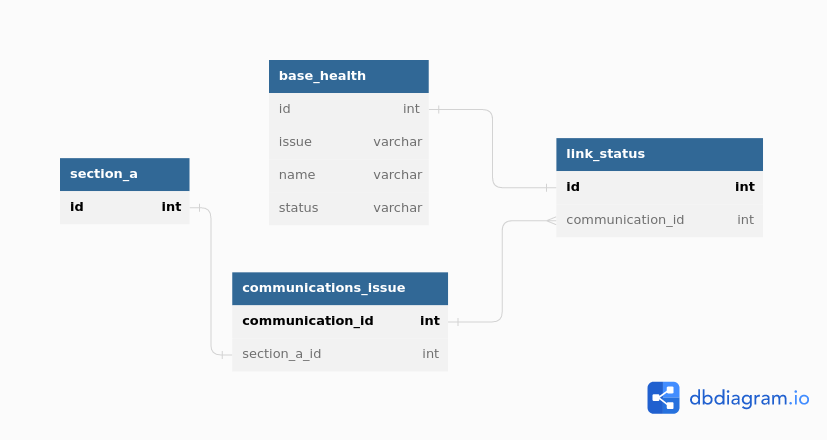 base_health
id int
issue varchar
name varchar
status varchar
section_a
id int
link_status
id int
communication_id int
communications_issue
communication_id int
section_a_id int
dbdiagram.io